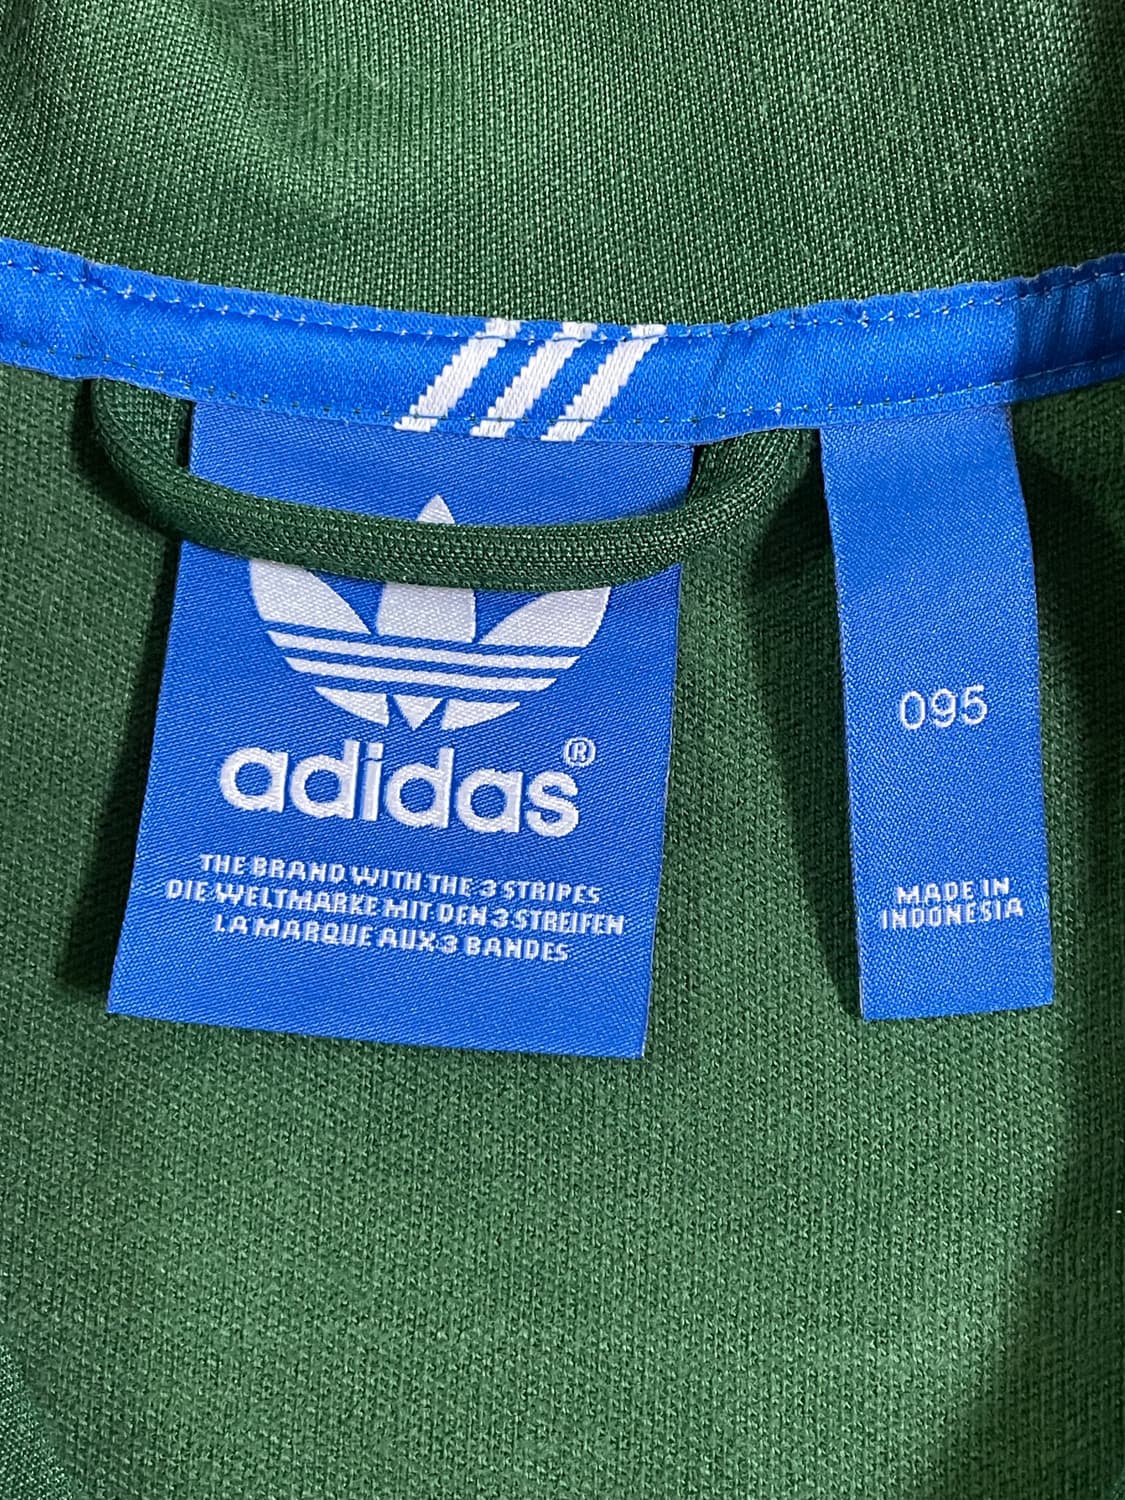 adidas®
THE BRAND WITH THE 3 STRIPES
DIE WELTMARKE MIT DEN 3 STREIFEN
LA MARQUE AUX 3 BANDES
095
MADE IN
INDONESIA